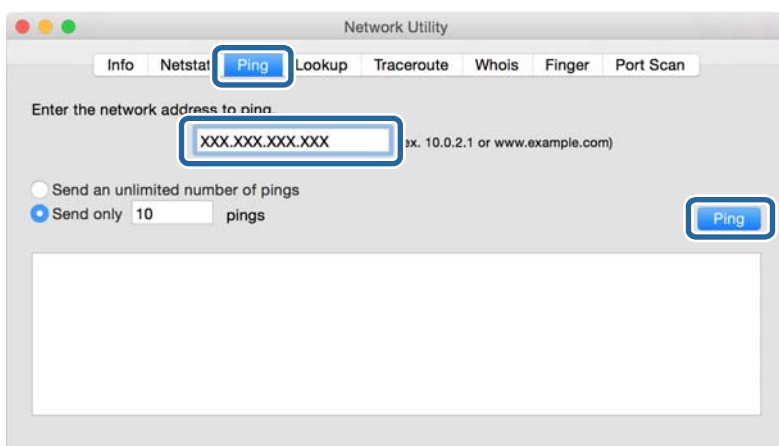 Network Utility
Info Netstat Ping Lookup Traceroute Whois Finger Port Scan
Enter the network address to ping.
XXX.XXX.XXX.XXX ex. 10.0.2.1 or www.example.com)
Send an unlimited number of pings
Send only 10 pings
Ping